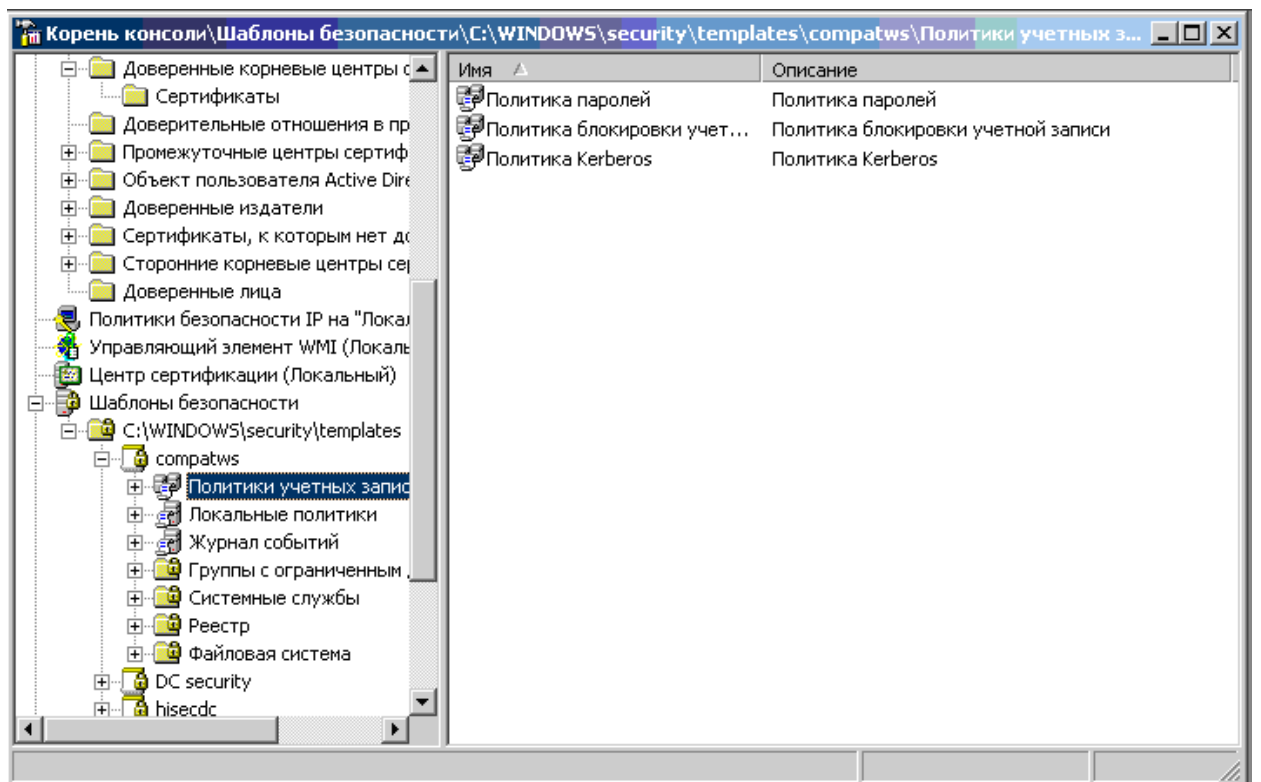 Корень консоли\Шаблоны безопасности\C:\WINDOWS\security\templates\compatws\Политики учетных з...
Доверенные корневые центры с
Сертификаты
Доверительные отношения в пр
Промежуточные центры сертиф
Объект пользователя Active Dire
Доверенные издатели
Сертификаты, к которым нет до
Сторонние корневые центры сер
Доверенные лица
Политики безопасности IP на "Локал
Управляющий элемент WMI (Локаль
Центр сертификации (Локальный)
Шаблоны безопасности
C:\WINDOWS\security\templates
compatws
Политики учетных запис
Локальные политики
Журнал событий
Группы с ограниченным д
Системные службы
Реестр
Файловая система
DC security
hisecdc
Имя Описание
Политика паролей Политика паролей
Политика блокировки учет... Политика блокировки учетной записи
Политика Kerberos Политика Kerberos